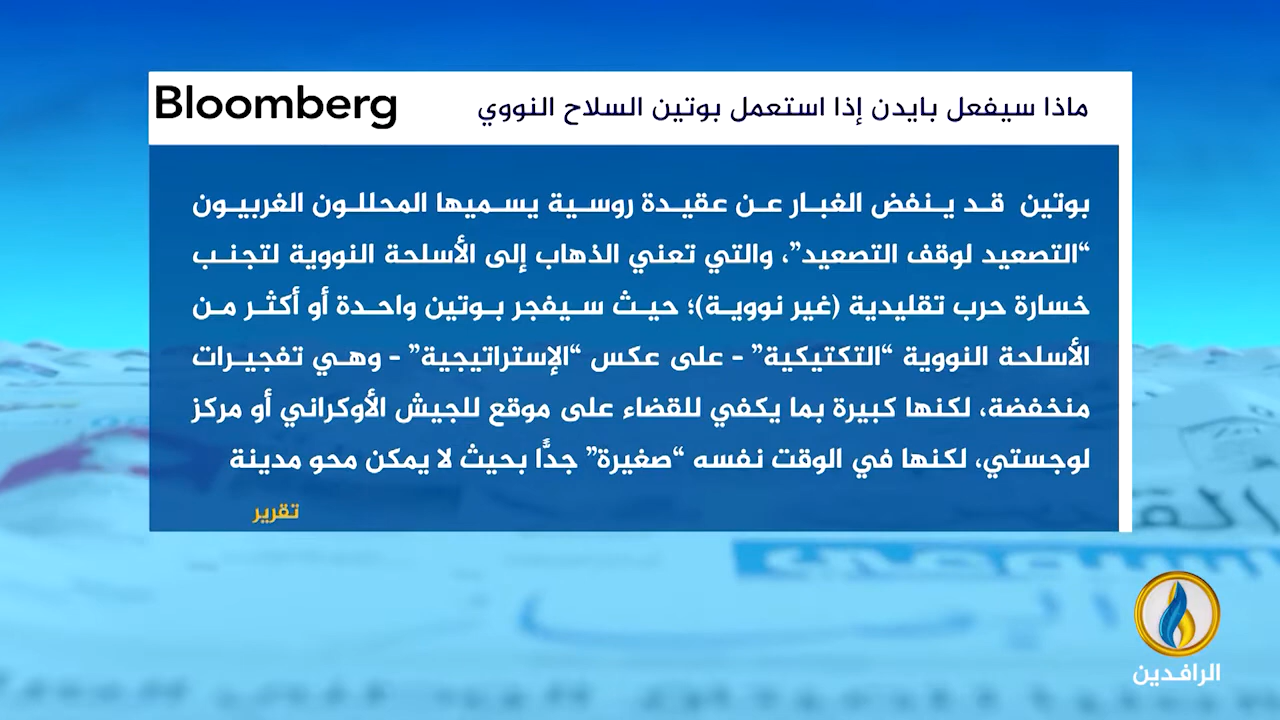 Bloomberg
ماذا سيفعل بايدن إذا استعمل بوتين السلاح النووي
بوتين قد ينفض الغبار عن عقيدة روسية يسميها المحللون الغربيون
“التصعيد لوقف التصعيد”، والتي تعني الذهاب إلى الأسلحة النووية لتجنب
خسارة حرب تقليدية (غير نووية)؛ حيث سيفجر بوتين واحدة أو أكثر من
الأسلحة النووية “التكتيكية” – على عكس “الإستراتيجية” – وهي تفجيرات
منخفضة، لكنها كبيرة بما يكفي للقضاء على موقع للجيش الأوكراني أو مركز
لوجستي، لكنها في الوقت نفسه “صغيرة” جدًّا بحيث لا يمكن محو مدينة
تقرير
الرافدين